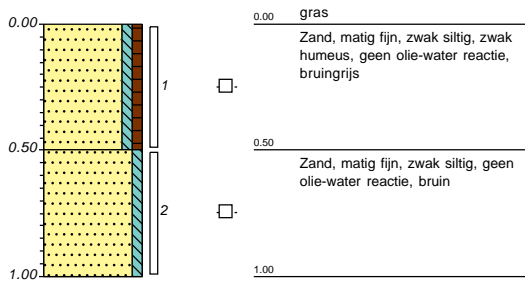 0.00
0.00
gras
Zand, matig fijn, zwak siltig, zwak
humeus, geen olie-water reactie,
bruingrijs
1
0.50
0.50
Zand, matig fijn, zwak siltig, geen
olie-water reactie, bruin
2
1.00
1.00